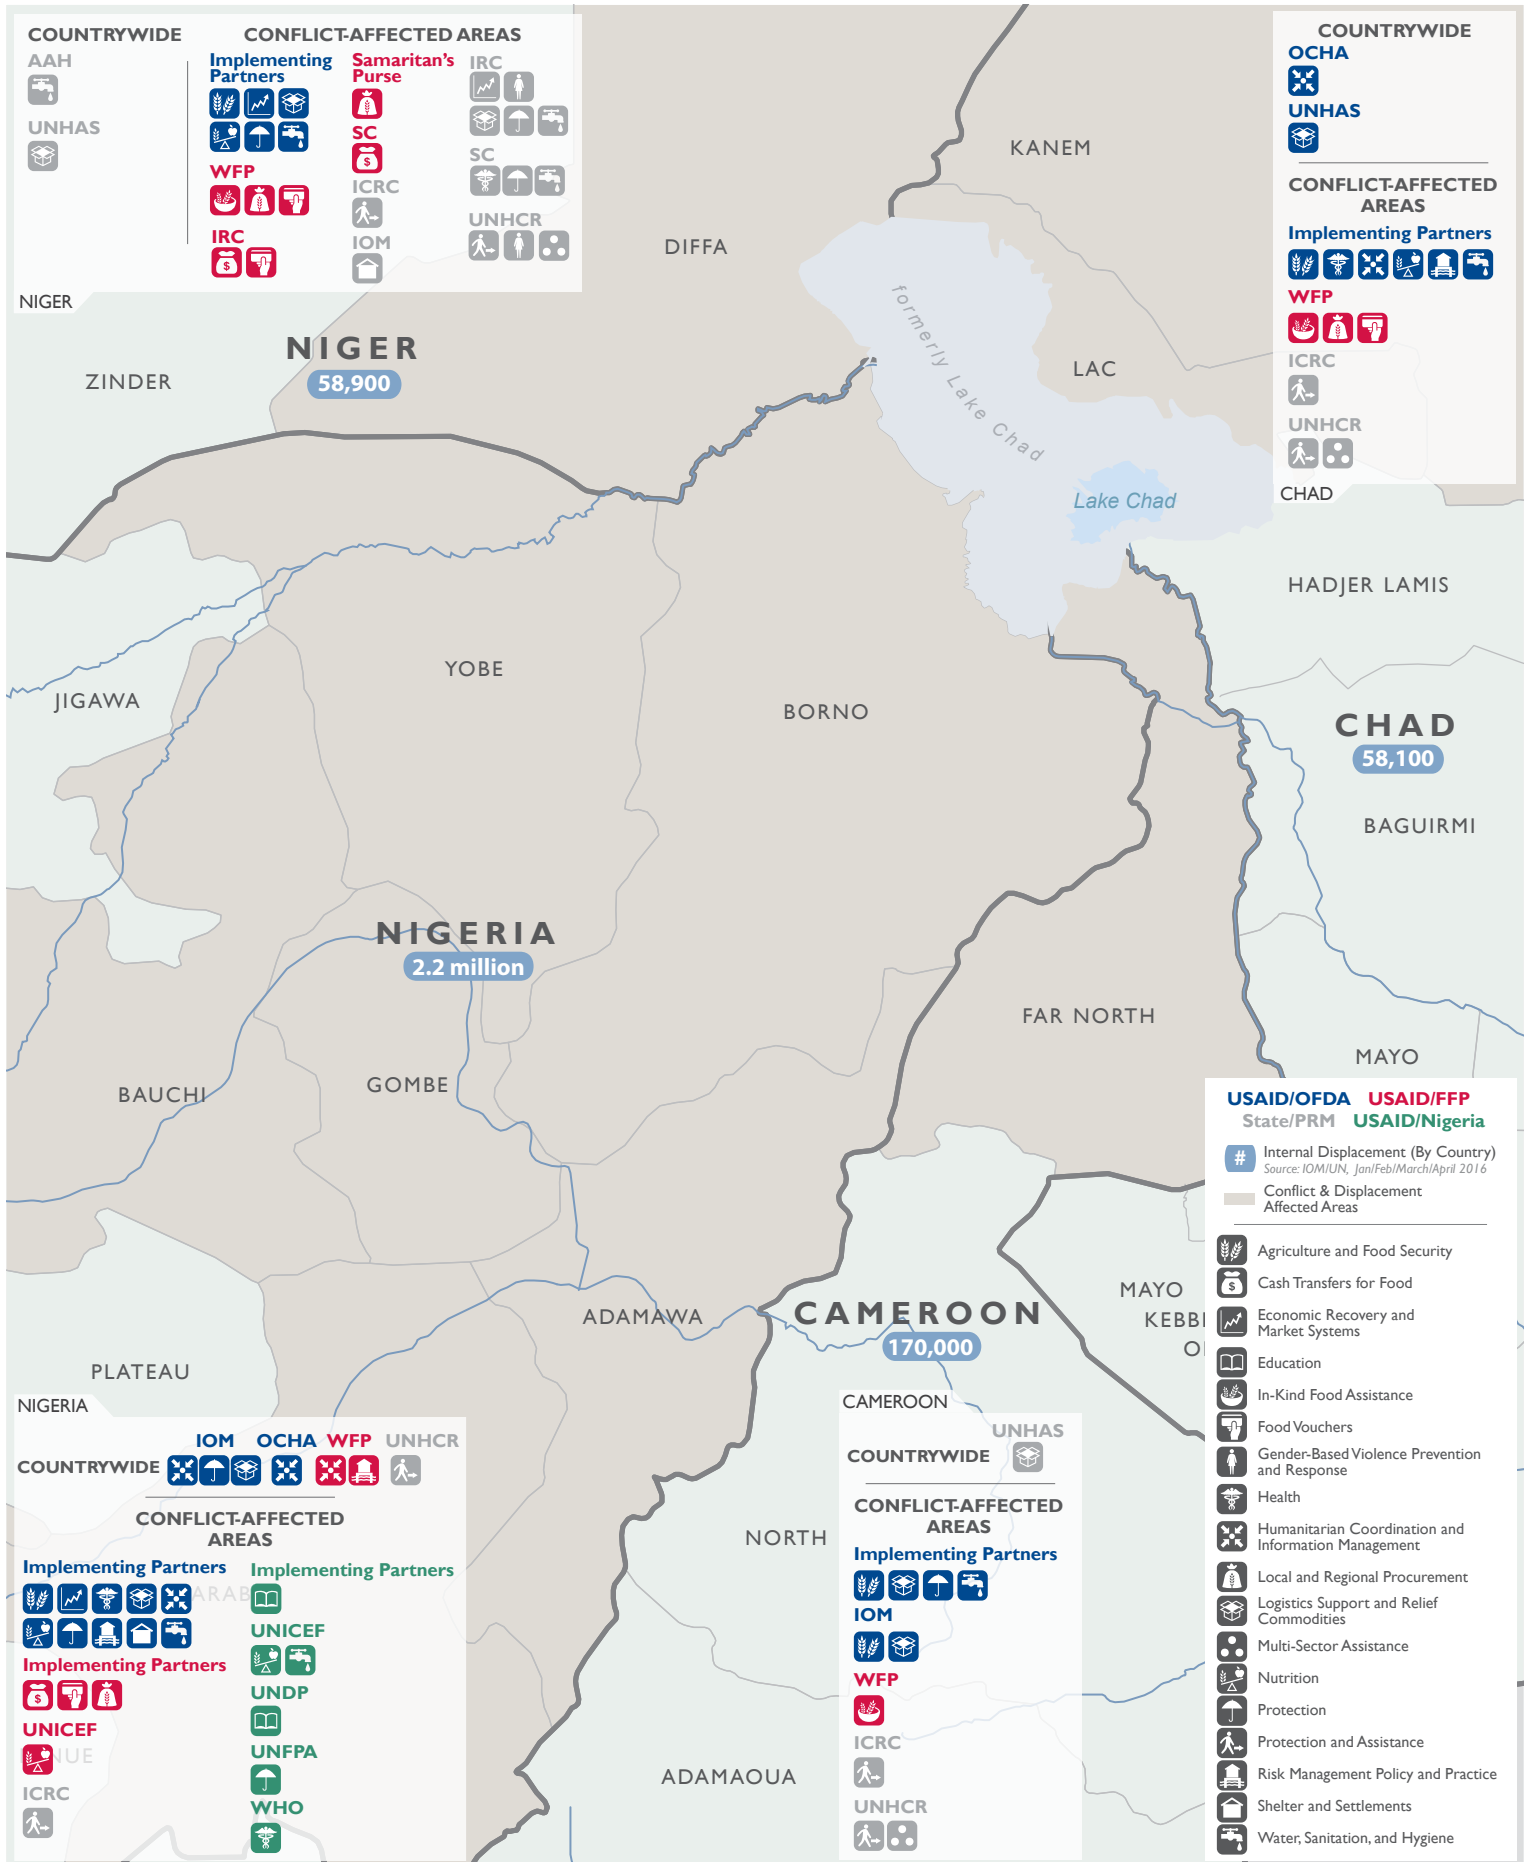 COUNTRYWIDE
AAH
UNHAS
CONFLICT-AFFECTED AREAS
Implementing
Partners
WFP
IRC
Samaritan's
Purse
SC
ICRC
IOM
IRC
SC
UNHCR
NIGER
COUNTRYWIDE
OCHA
UNHAS
CONFLICT-AFFECTED
AREAS
Implementing Partners
WFP
ICRC
UNHCR
CHAD
KANEM
DIFFA
formerly Lake Chad
LAC
NIGER
58,900
ZINDER
Lake Chad
HADJER LAMIS
YOBE
JIGAWA
BORNO
CHAD
58,100
BAGUIRMI
NIGERIA
2.2 million
FAR NORTH
MAYO
BAUCHI
GOMBE
ADAMAWA
CAMEROON
170,000
MAYO
KEBBI
O
PLATEAU
NORTH
ADAMAOUA
NIGERIA
COUNTRYWIDE
IOM OCHA WFP UNHCR
CONFLICT-AFFECTED
AREAS
Implementing Partners
ARAB
Implementing Partners
UNICEF
NUE
ICRC
Implementing Partners
UNICEF
UNDP
UNFPA
WHO
CAMEROON
UNHAS
COUNTRYWIDE
CONFLICT-AFFECTED
AREAS
Implementing Partners
IOM
WFP
ICRC
UNHCR
USAID/OFDA USAID/FFP
State/PRM USAID/Nigeria
# Internal Displacement (By Country)
Source: IOM/UN, Jan/Feb/March/April 2016
Conflict & Displacement
Affected Areas
Agriculture and Food Security
Cash Transfers for Food
Economic Recovery and
Market Systems
Education
In-Kind Food Assistance
Food Vouchers
Gender-Based Violence Prevention
and Response
Health
Humanitarian Coordination and
Information Management
Local and Regional Procurement
Logistics Support and Relief
Commodities
Multi-Sector Assistance
Nutrition
Protection
Protection and Assistance
Risk Management Policy and Practice
Shelter and Settlements
Water, Sanitation, and Hygiene